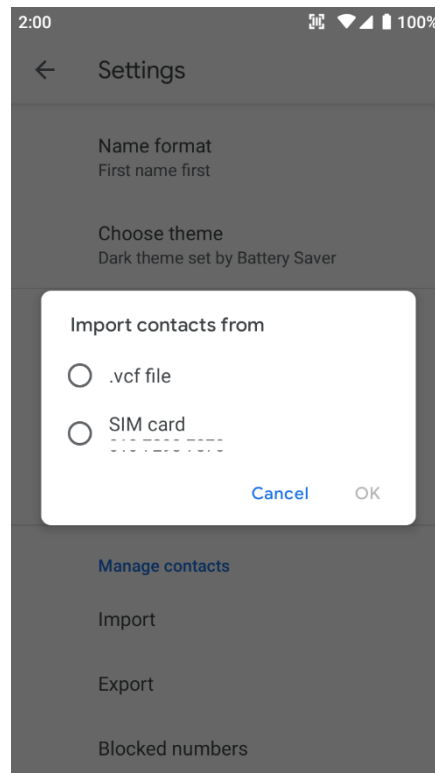 2:00
100%
Settings
Name format
First name first
Choose theme
Dark theme set by Battery Saver
Import contacts from
.vcf file
SIM card
Cancel
OK
Manage contacts
Import
Export
Blocked numbers